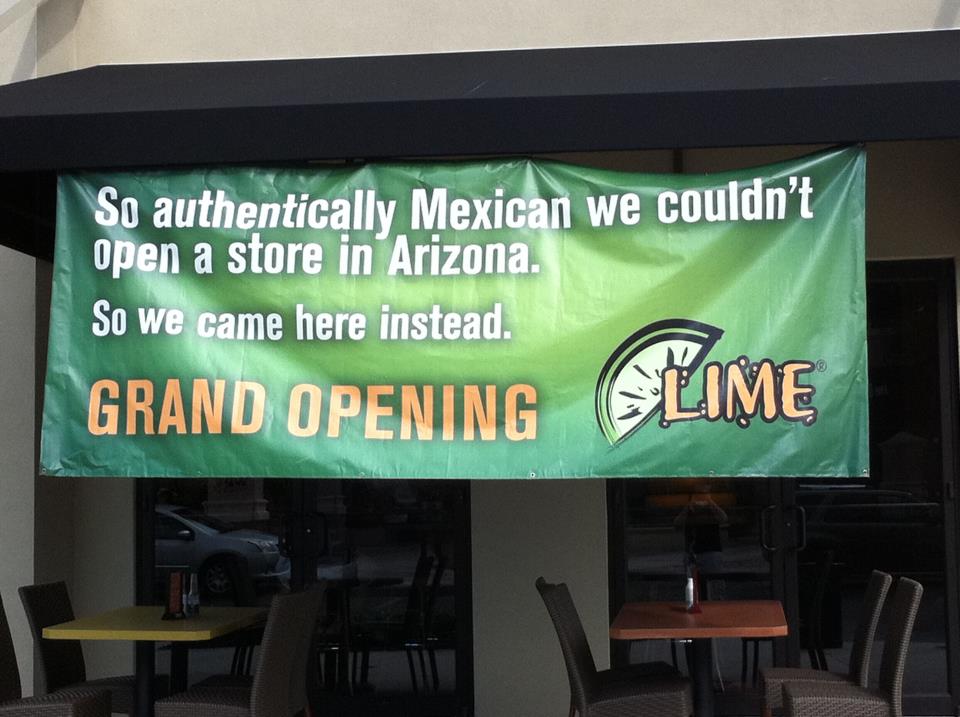 So authentically Mexican we couldn't
open a store in Arizona.
So we came here instead.
GRAND OPENING
LIME®